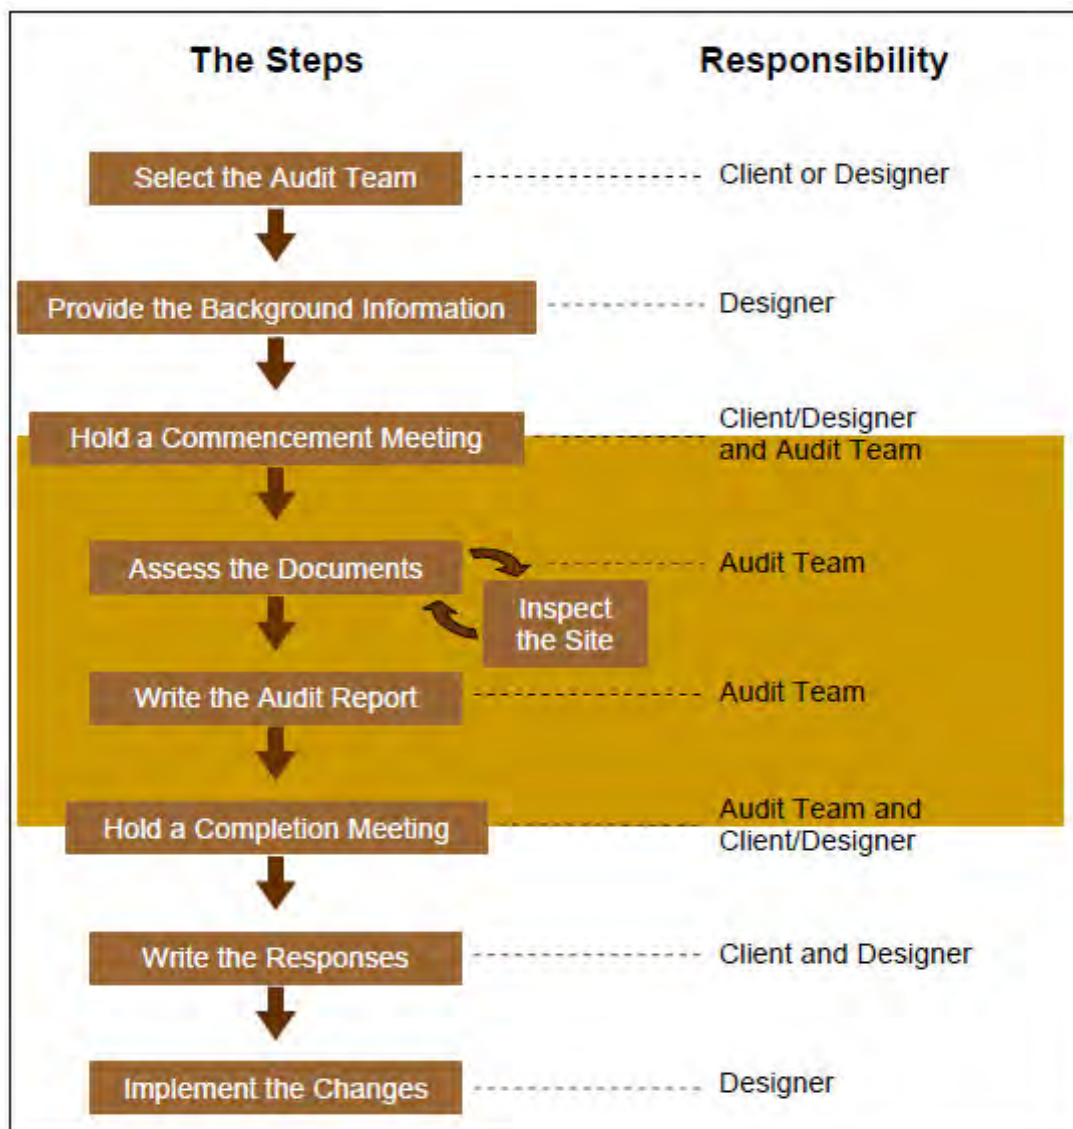 The Steps
Responsibility
Select the Audit Team
Client or Designer
Provide the Background Information
Designer
Hold a Commencement Meeting
Client/Designer
and Audit Team
Assess the Documents
Audit Team
Inspect
the Site
Write the Audit Report
Audit Team
Hold a Completion Meeting
Audit Team and
Client/Designer
Write the Responses
Client and Designer
Implement the Changes
Designer